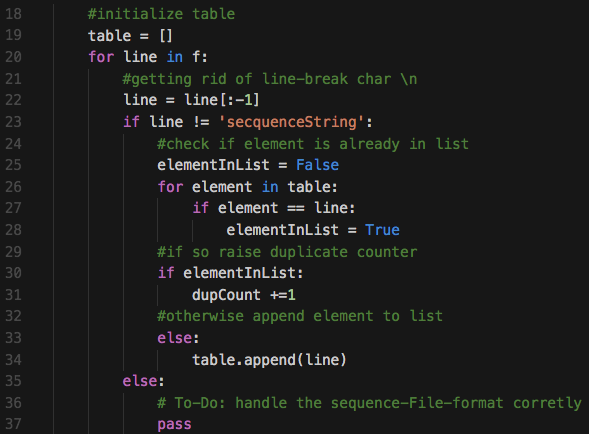 18 #initialize table
19 table = []
20 for line in f:
21 #getting rid of line-break char \n
22 line = line[:-1]
23 if line != 'secquenceString':
24 #check if element is already in list
25 elementInList = False
26 for element in table:
27 if element == line:
28 elementInList = True
29 #if so raise duplicate counter
30 if elementInList:
31 dupCount +=1
32 #otherwise append element to list
33 else:
34 table.append(line)
35 else:
36 # To-Do: handle the sequence-File-format corretly
37 pass